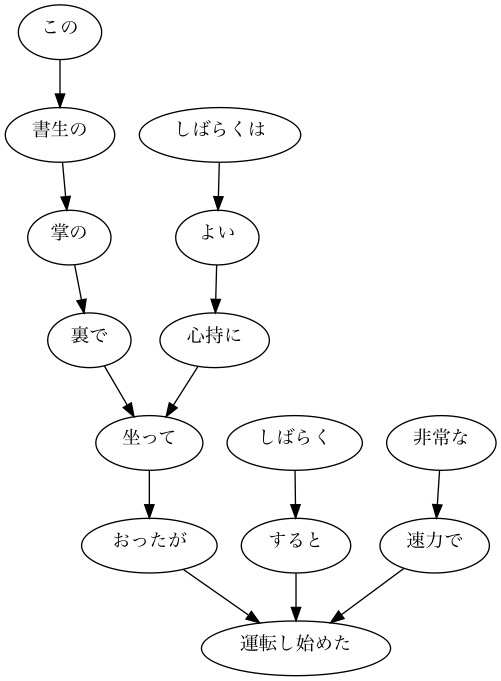 この
書生の
しばらくは
掌の
よい
裏で
心持に
坐って
しばらく
非常な
おったが
すると
速力で
運転し始めた